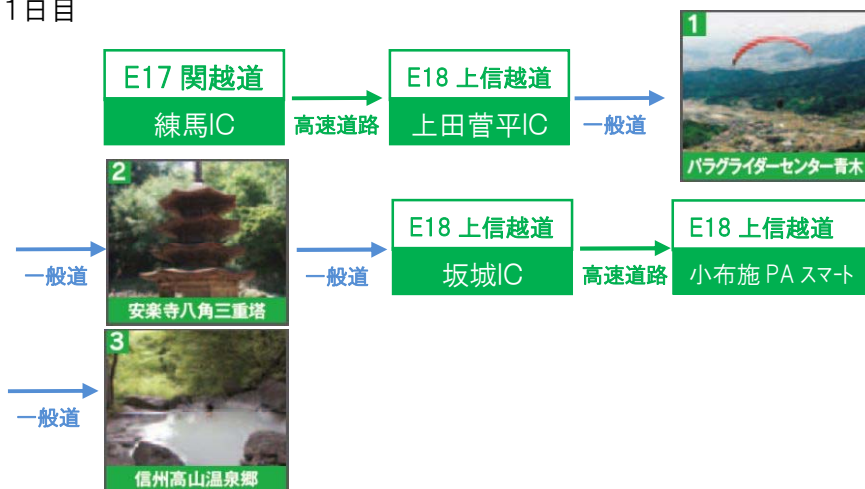 1日目
E17 関越道
練馬IC
高速道路
E18 上信越道
上田菅平IC
一般道
1
パラグライダーセンター青木
一般道
2
安楽寺八角三重塔
一般道
E18 上信越道
坂城IC
高速道路
E18 上信越道
小布施 PA スマート
一般道
3
信州高山温泉郷